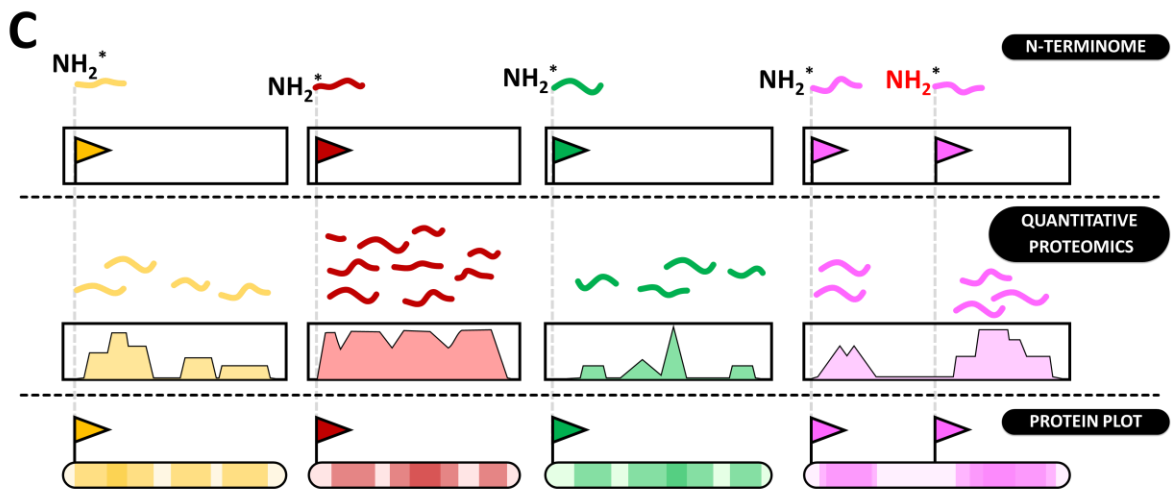 C
N-TERMINOME
NH2*
NH2*
NH2*
NH2*
NH2*
QUANTITATIVE
PROTEOMICS
PROTEIN PLOT